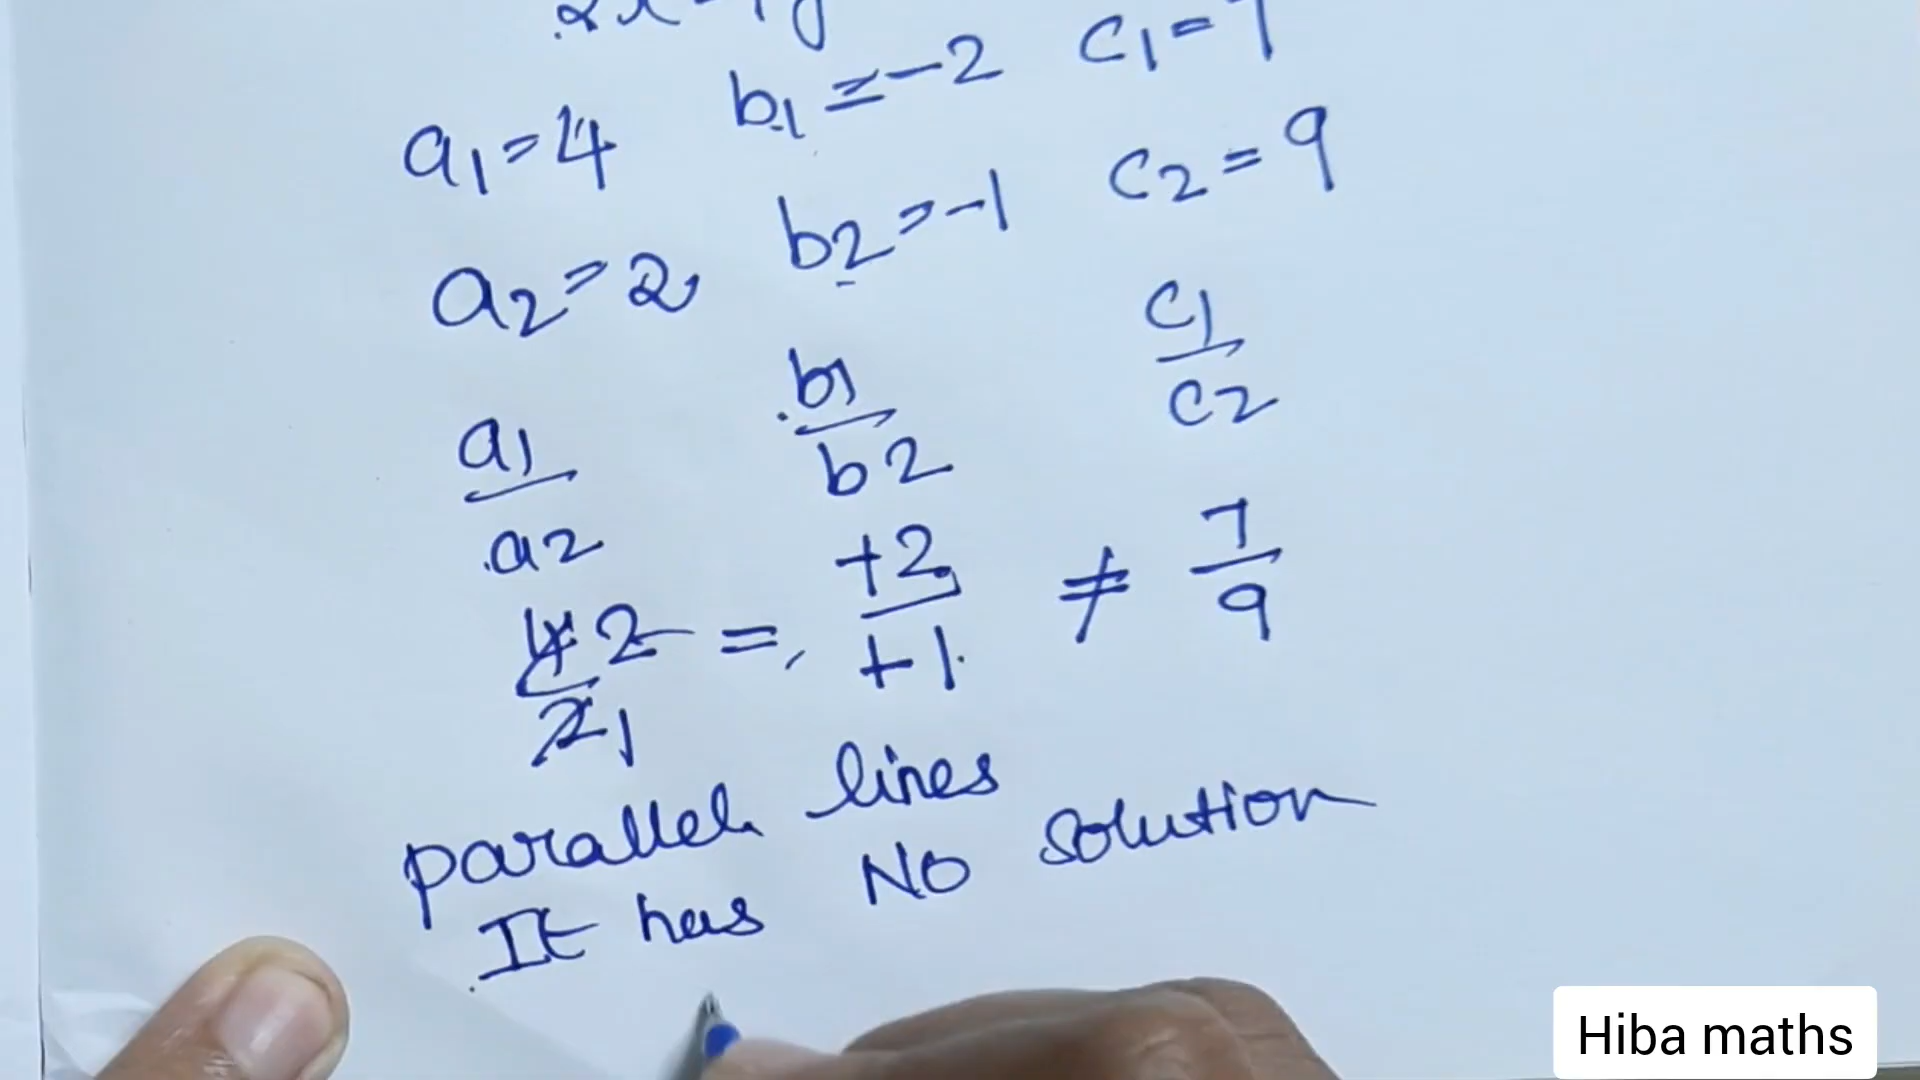 a1=4 b1=-2 c1=7
a2=2 b2=-1 c2=9
a1/a2 b1/b2 c1/c2
4 2/2 1 = +2/+1 ≠ 7/9
parallel lines
It has NO solution
Hiba maths